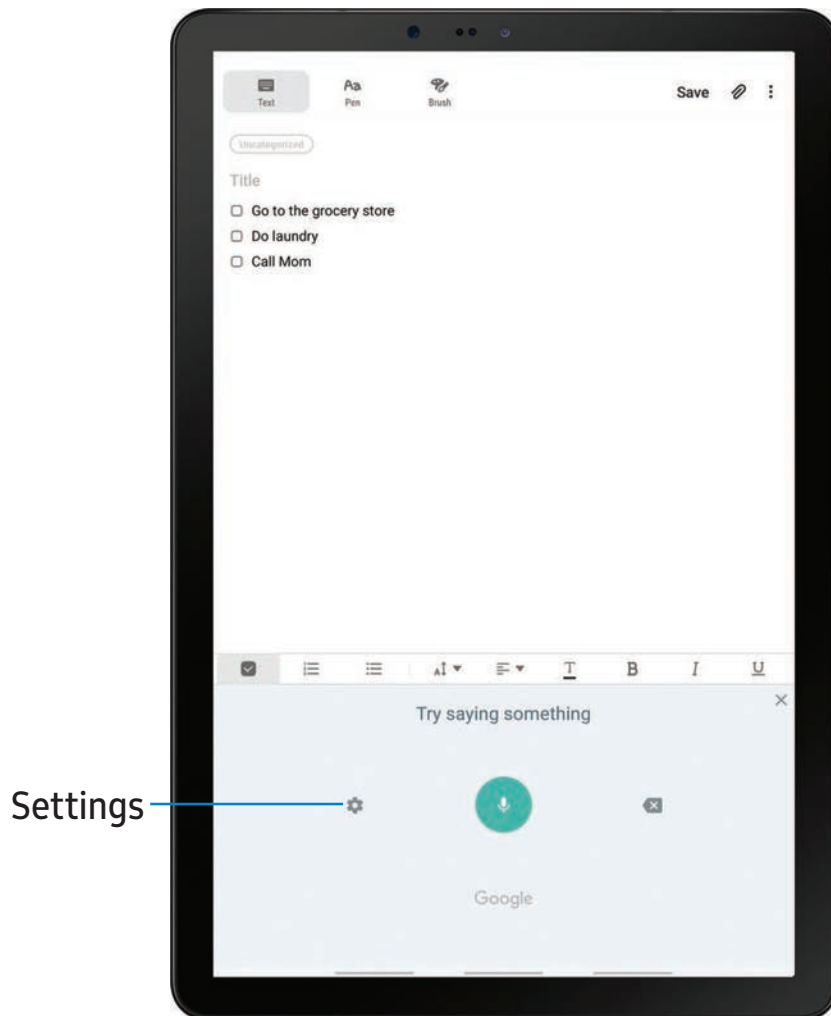 Text
Aa
Pen
Brush
Save
Uncategorized
Title
Go to the grocery store
Do laundry
Call Mom
A T B I U
Try saying something
Settings
Google